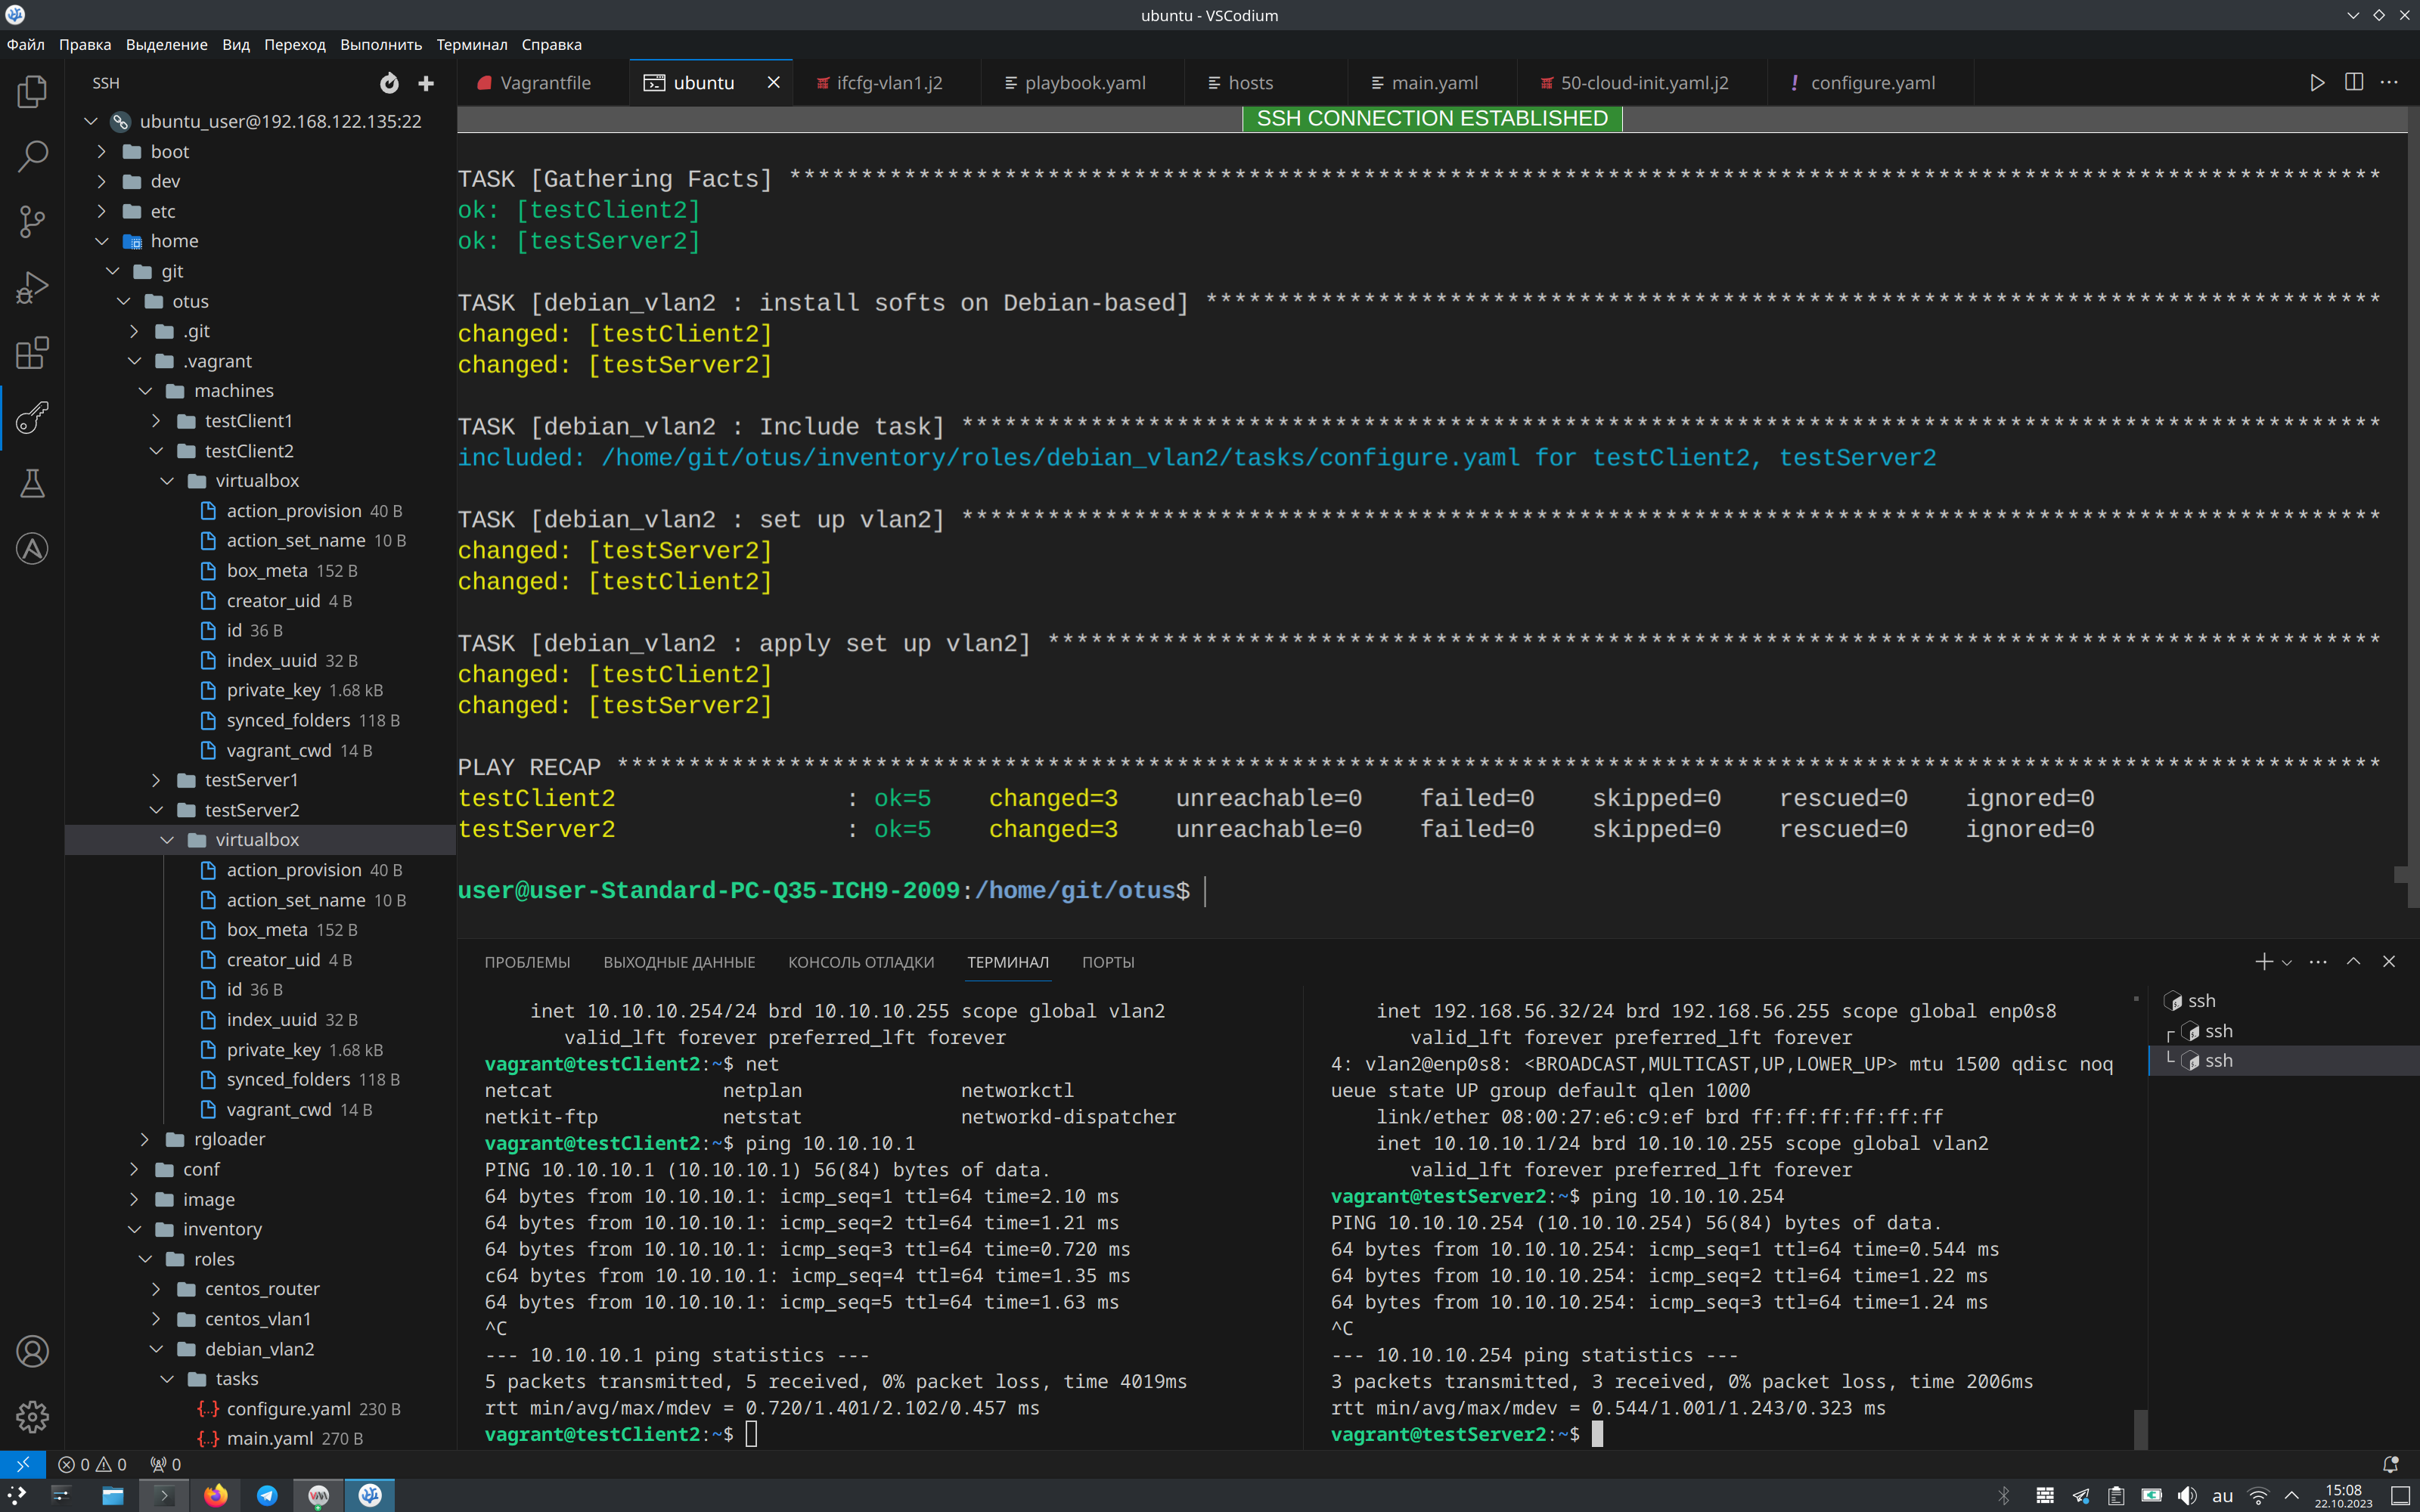 ubuntu - VSCodium
Файл Правка Выделение Вид Переход Выполнить Терминал Справка
SSH
Vagrantfile
ubuntu
ifcfg-vlan1.j2
playbook.yaml
hosts
main.yaml
50-cloud-init.yaml.j2
! configure.yaml
ubuntu_user@192.168.122.135:22
boot
dev
etc
home
git
otus
.git
.vagrant
machines
testClient1
testClient2
virtualbox
action_provision 40 B
action_set_name 10 B
box_meta 152 B
creator_uid 4 B
id 36 B
index_uuid 32 B
private_key 1.68 kB
synced_folders 118 B
vagrant_cwd 14 B
testServer1
testServer2
virtualbox
action_provision 40 B
action_set_name 10 B
box_meta 152 B
creator_uid 4 B
id 36 B
index_uuid 32 B
private_key 1.68 kB
synced_folders 118 B
vagrant_cwd 14 B
rgloader
conf
image
inventory
roles
centos_router
centos_vlan1
debian_vlan2
tasks
configure.yaml 230 B
main.yaml 270 B
SSH CONNECTION ESTABLISHED
TASK [Gathering Facts] ***************************************************************************************************************
ok: [testClient2]
ok: [testServer2]
TASK [debian_vlan2 : install softs on Debian-based] **********************************************************************************
changed: [testClient2]
changed: [testServer2]
TASK [debian_vlan2 : Include task] ***************************************************************************************************
included: /home/git/otus/inventory/roles/debian_vlan2/tasks/configure.yaml for testClient2, testServer2
TASK [debian_vlan2 : set up vlan2] ***************************************************************************************************
changed: [testServer2]
changed: [testClient2]
TASK [debian_vlan2 : apply set up vlan2] *********************************************************************************************
changed: [testClient2]
changed: [testServer2]
PLAY RECAP ***************************************************************************************************************************
testClient2 : ok=5 changed=3 unreachable=0 failed=0 skipped=0 rescued=0 ignored=0
testServer2 : ok=5 changed=3 unreachable=0 failed=0 skipped=0 rescued=0 ignored=0
user@user-Standard-PC-Q35-ICH9-2009:/home/git/otus$
ПРОБЛЕМЫ ВЫХОДНЫЕ ДАННЫЕ КОНСОЛЬ ОТЛАДКИ ТЕРМИНАЛ ПОРТЫ
inet 10.10.10.254/24 brd 10.10.10.255 scope global vlan2
valid_lft forever preferred_lft forever
vagrant@testClient2:~$ net
netcat netplan networkctl
netkit-ftp netstat networkd-dispatcher
vagrant@testClient2:~$ ping 10.10.10.1
PING 10.10.10.1 (10.10.10.1) 56(84) bytes of data.
64 bytes from 10.10.10.1: icmp_seq=1 ttl=64 time=2.10 ms
64 bytes from 10.10.10.1: icmp_seq=2 ttl=64 time=1.21 ms
64 bytes from 10.10.10.1: icmp_seq=3 ttl=64 time=0.720 ms
c64 bytes from 10.10.10.1: icmp_seq=4 ttl=64 time=1.35 ms
64 bytes from 10.10.10.1: icmp_seq=5 ttl=64 time=1.63 ms
^C
--- 10.10.10.1 ping statistics ---
5 packets transmitted, 5 received, 0% packet loss, time 4019ms
rtt min/avg/max/mdev = 0.720/1.401/2.102/0.457 ms
vagrant@testClient2:~$
inet 192.168.56.32/24 brd 192.168.56.255 scope global enp0s8
valid_lft forever preferred_lft forever
4: vlan2@enp0s8: <BROADCAST,MULTICAST,UP,LOWER_UP> mtu 1500 qdisc noq
ueue state UP group default qlen 1000
link/ether 08:00:27:e6:c9:ef brd ff:ff:ff:ff:ff:ff
inet 10.10.10.1/24 brd 10.10.10.255 scope global vlan2
valid_lft forever preferred_lft forever
vagrant@testServer2:~$ ping 10.10.10.254
PING 10.10.10.254 (10.10.10.254) 56(84) bytes of data.
64 bytes from 10.10.10.254: icmp_seq=1 ttl=64 time=0.544 ms
64 bytes from 10.10.10.254: icmp_seq=2 ttl=64 time=1.22 ms
64 bytes from 10.10.10.254: icmp_seq=3 ttl=64 time=1.24 ms
^C
--- 10.10.10.254 ping statistics ---
3 packets transmitted, 3 received, 0% packet loss, time 2006ms
rtt min/avg/max/mdev = 0.544/1.001/1.243/0.323 ms
vagrant@testServer2:~$
ssh
ssh
ssh
0 0 0
au
15:08
22.10.2023